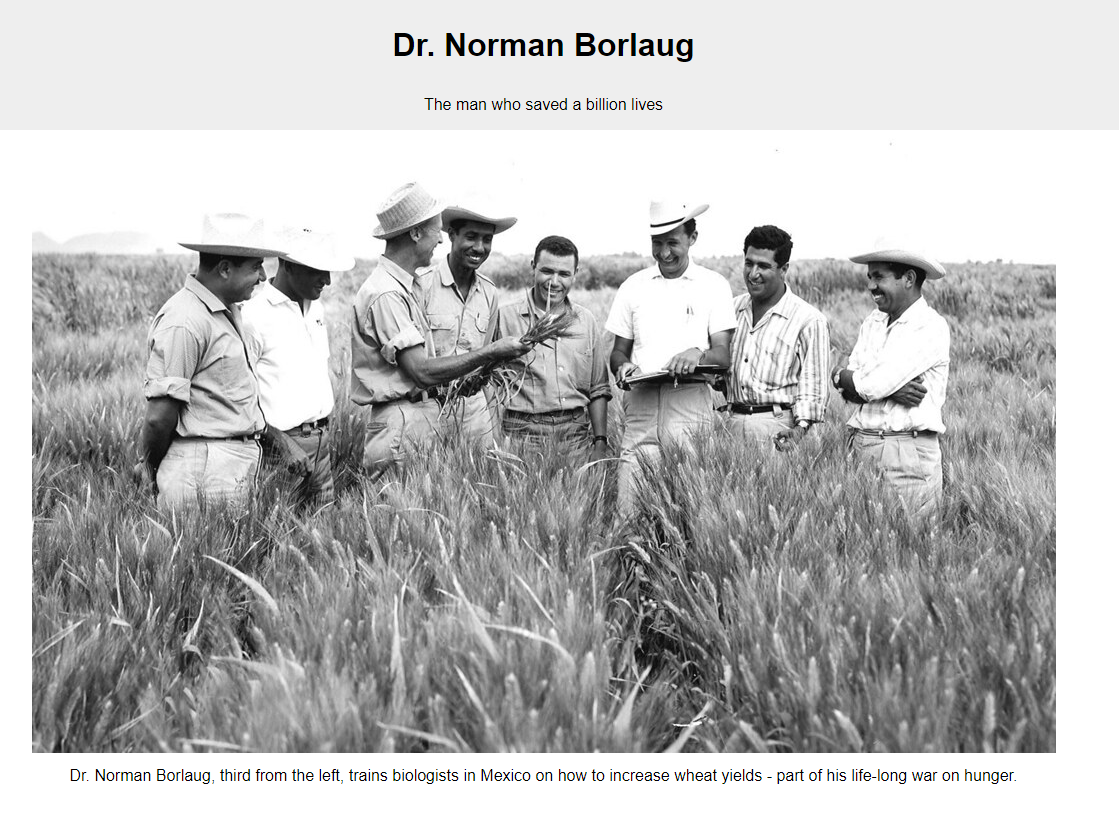 Dr. Norman Borlaug
The man who saved a billion lives
Dr. Norman Borlaug, third from the left, trains biologists in Mexico on how to increase wheat yields - part of his life-long war on hunger.